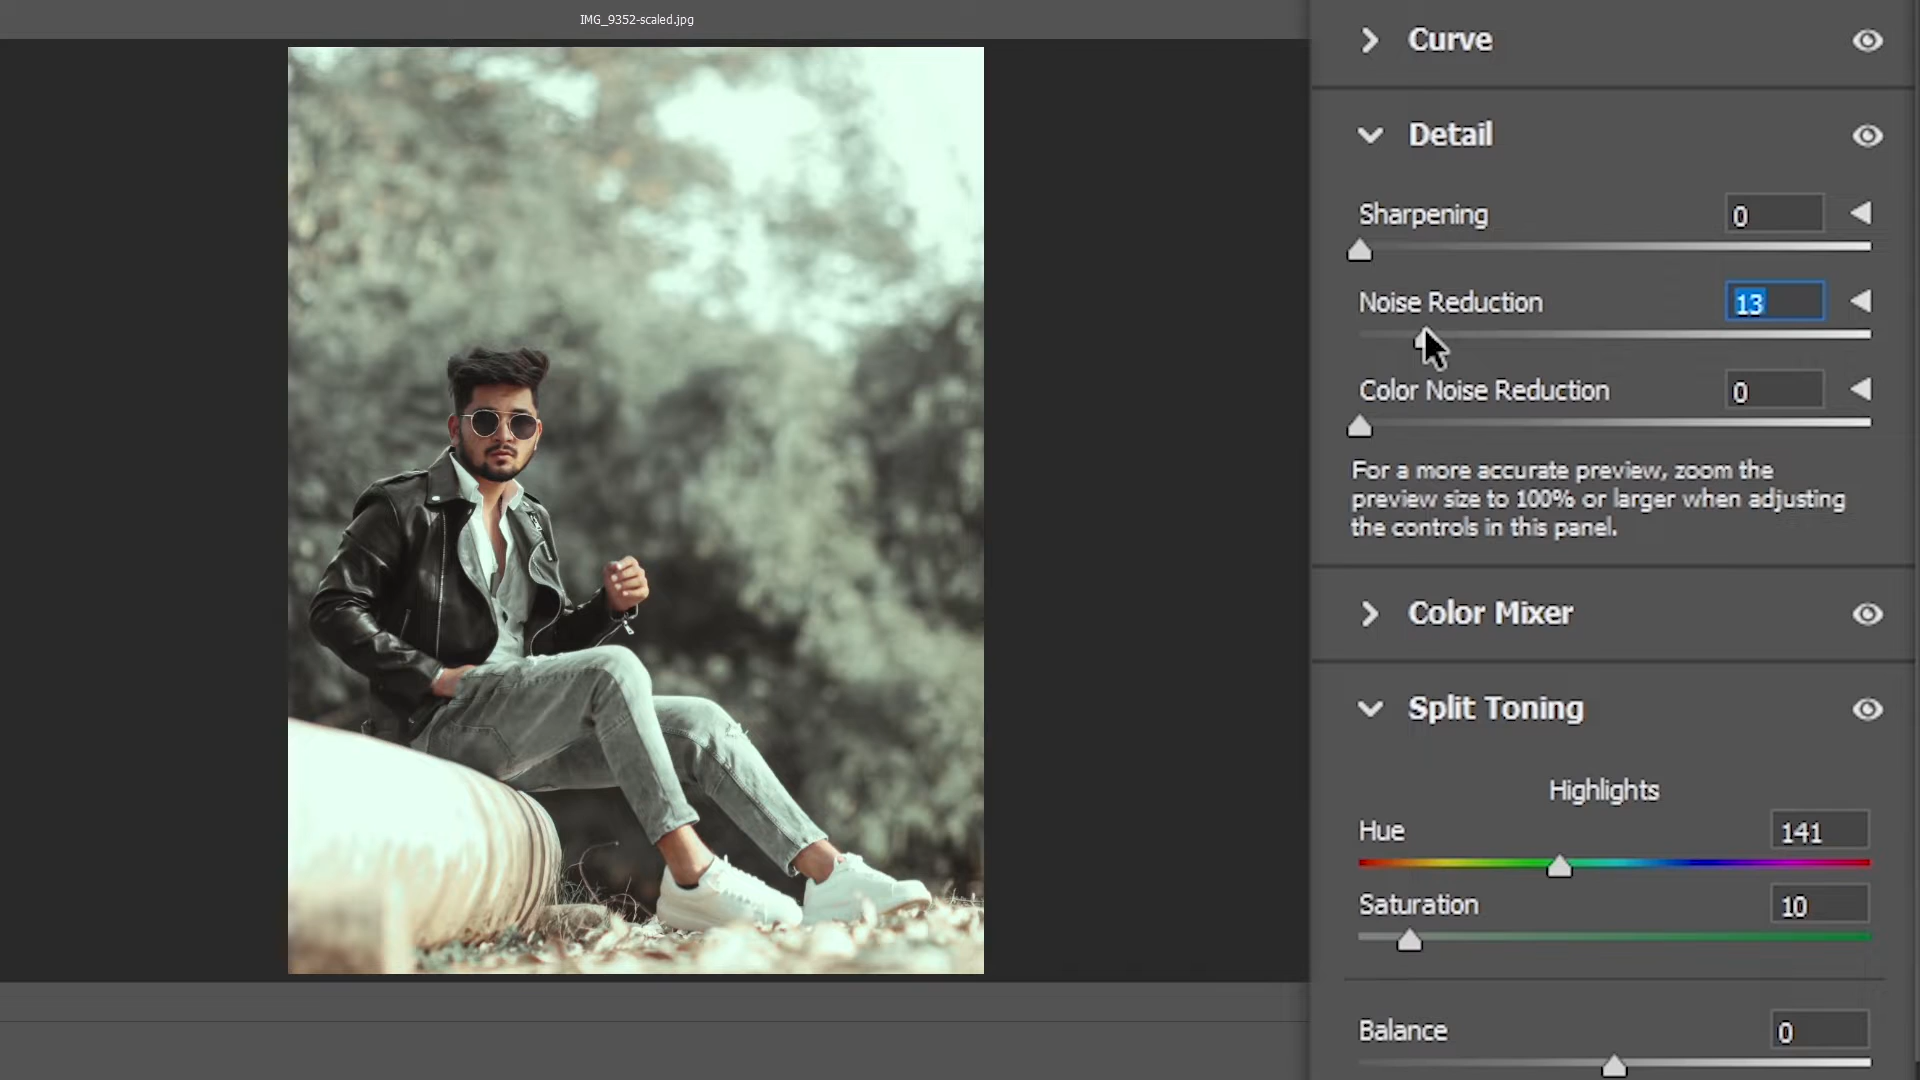 IMG_9352-scaled.jpg
Curve
Detail
Sharpening 0
Noise Reduction 13
Color Noise Reduction 0
For a more accurate preview, zoom the
preview size to 100% or larger when adjusting
the controls in this panel.
Color Mixer
Split Toning
Highlights
Hue 141
Saturation 10
Balance 0